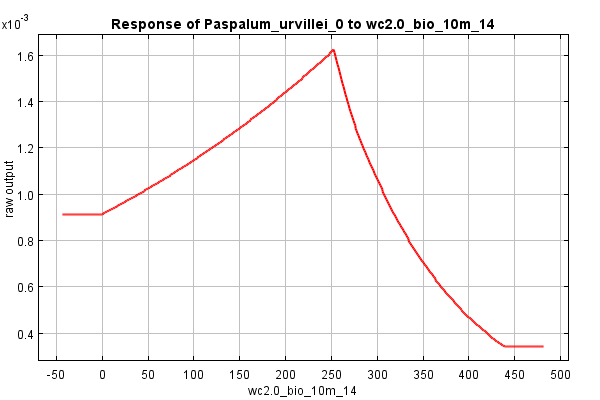 Response of Paspalum_urvillei_0 to wc2.0_bio_10m_14
x10^-3
1.6
1.4
1.2
1.0
0.8
0.6
0.4
raw output
-50 0 50 100 150 200 250 300 350 400 450 500
wc2.0_bio_10m_14